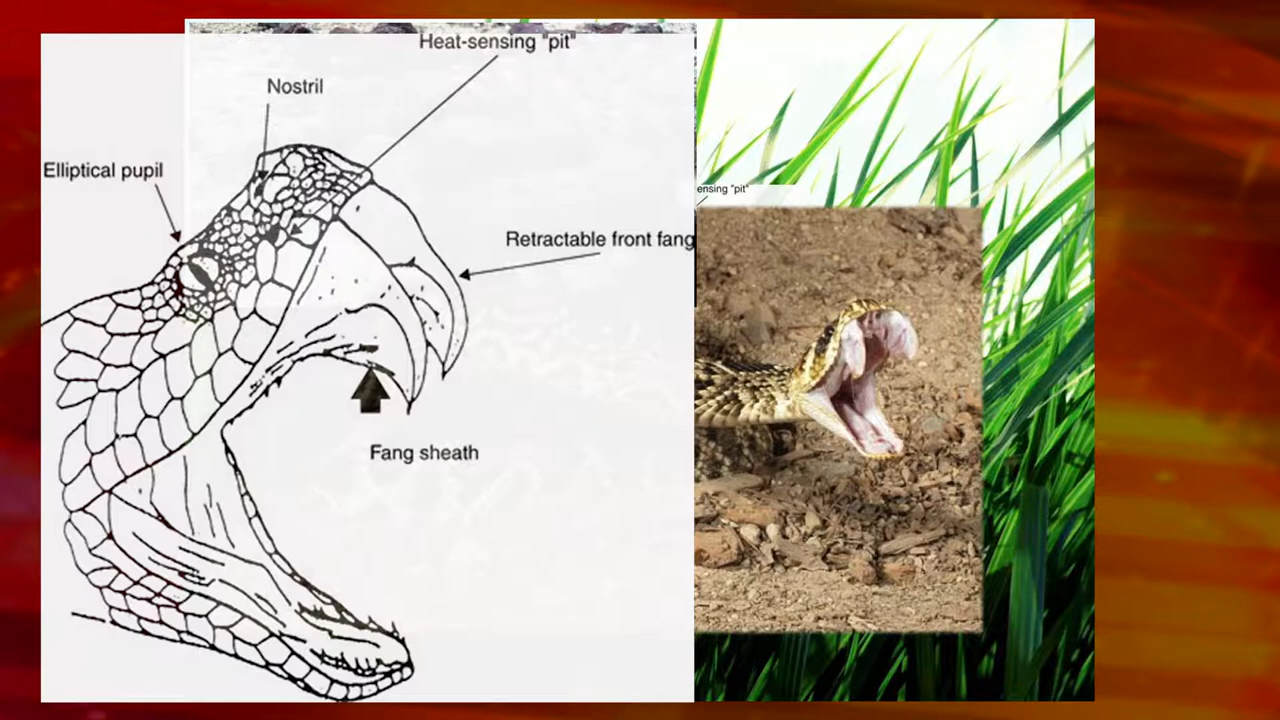 Heat-sensing "pit"
Nostril
Elliptical pupil
ensing "pit"
Retractable front fang
Fang sheath